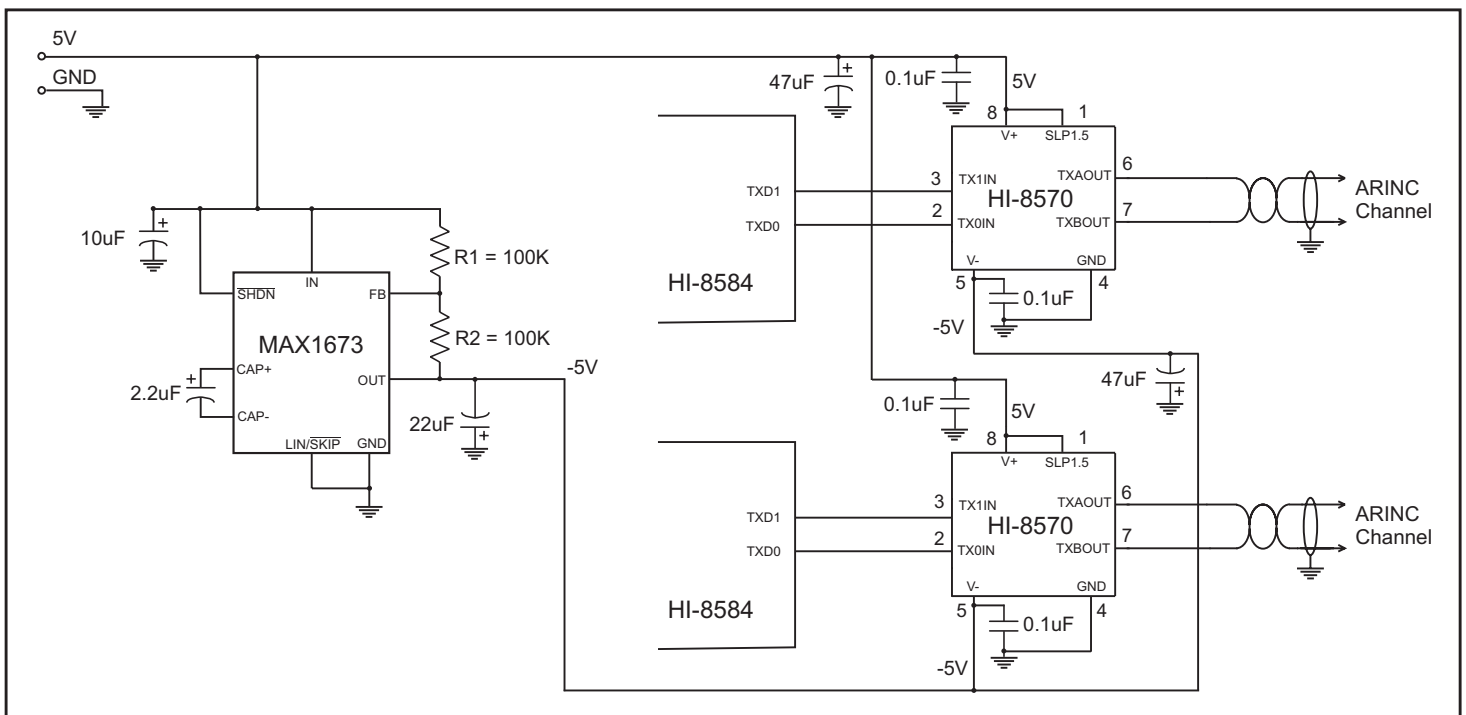 5V
GND
47uF
0.1uF
5V
8
1
V+
SLP1.5
TXD1
TXD0
HI-8584
3
2
TX1IN
TX0IN
HI-8570
TXAOUT
TXBOUT
6
7
ARINC
Channel
V-
GND
5
4
0.1uF
-5V
10uF
R1 = 100K
SHDN
IN
FB
MAX1673
R2 = 100K
CAP+
CAP-
2.2uF
OUT
-5V
22uF
LIN/SKIP
GND
47uF
0.1uF
5V
8
1
V+
SLP1.5
TXD1
TXD0
HI-8584
3
2
TX1IN
TX0IN
HI-8570
TXAOUT
TXBOUT
6
7
ARINC
Channel
V-
GND
5
4
0.1uF
-5V